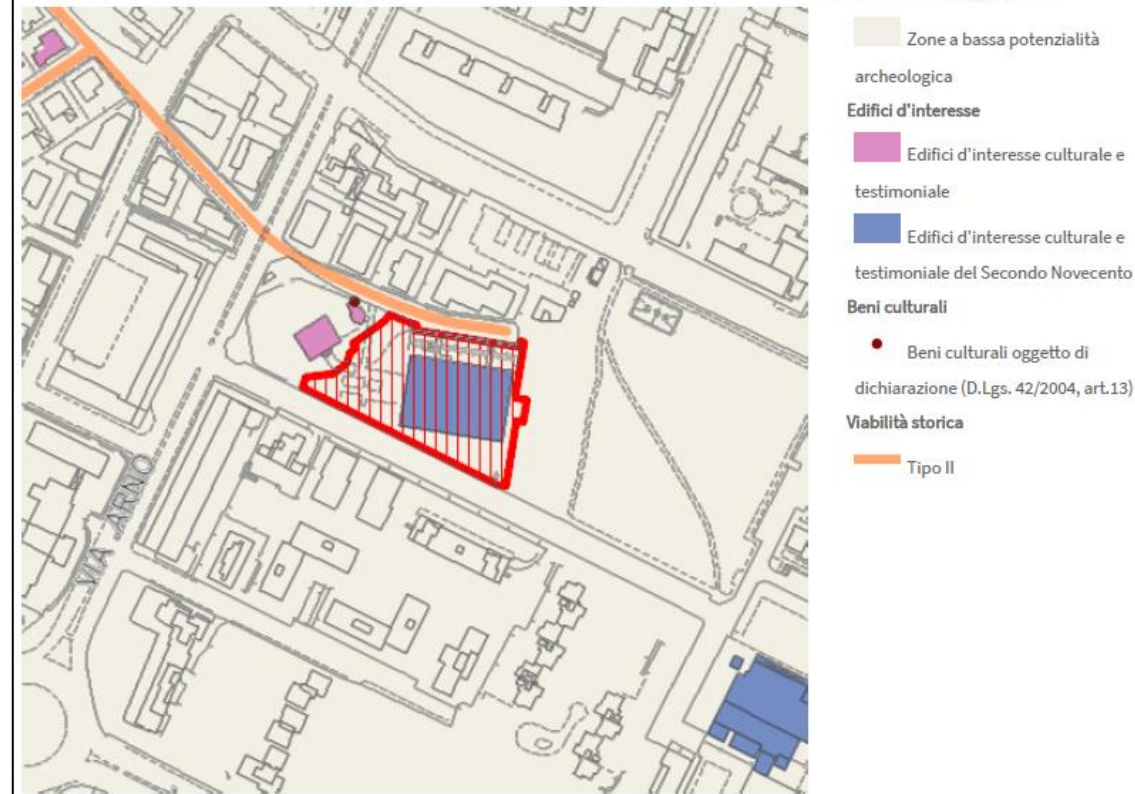 VIA ARNO
Zone a bassa potenzialità
archeologica
Edifici d'interesse
Edifici d'interesse culturale e
testimoniale
Edifici d'interesse culturale e
testimoniale del Secondo Novecento
Beni culturali
Beni culturali oggetto di
dichiarazione (D.Lgs. 42/2004, art.13)
Viabilità storica
Tipo II